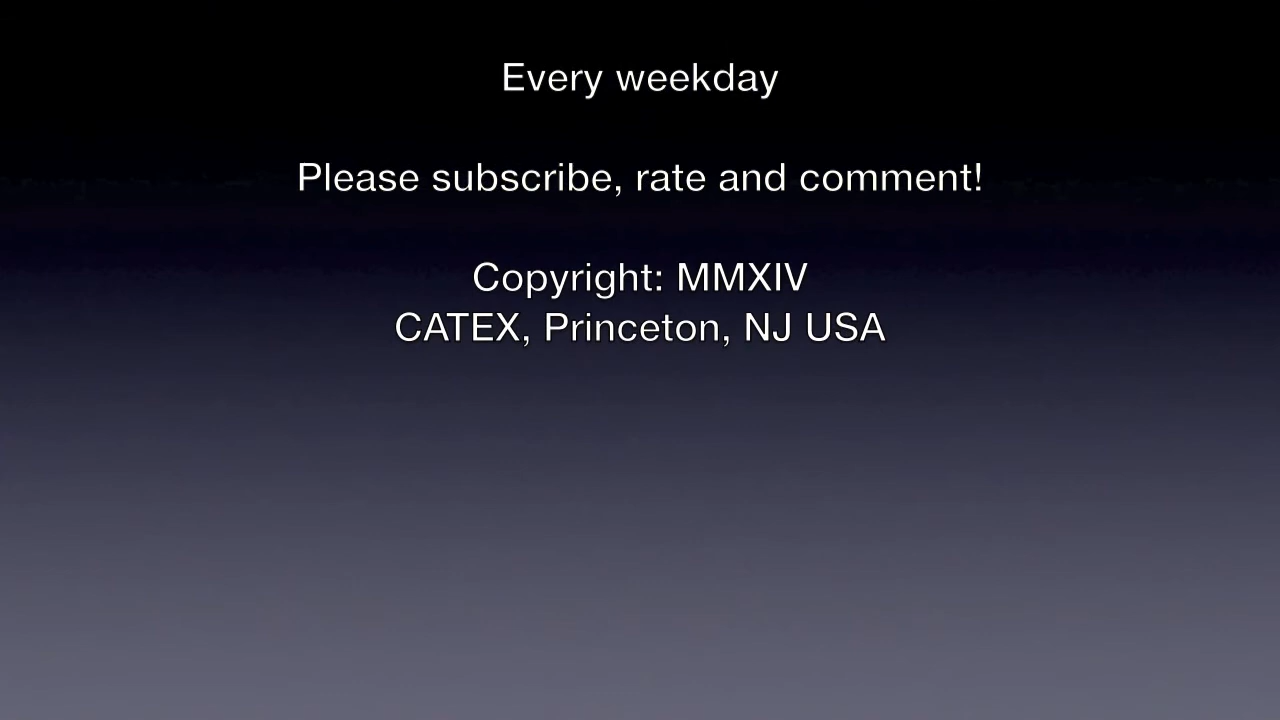 Every weekday
Please subscribe, rate and comment!
Copyright: MMXIV
CATEX, Princeton, NJ USA